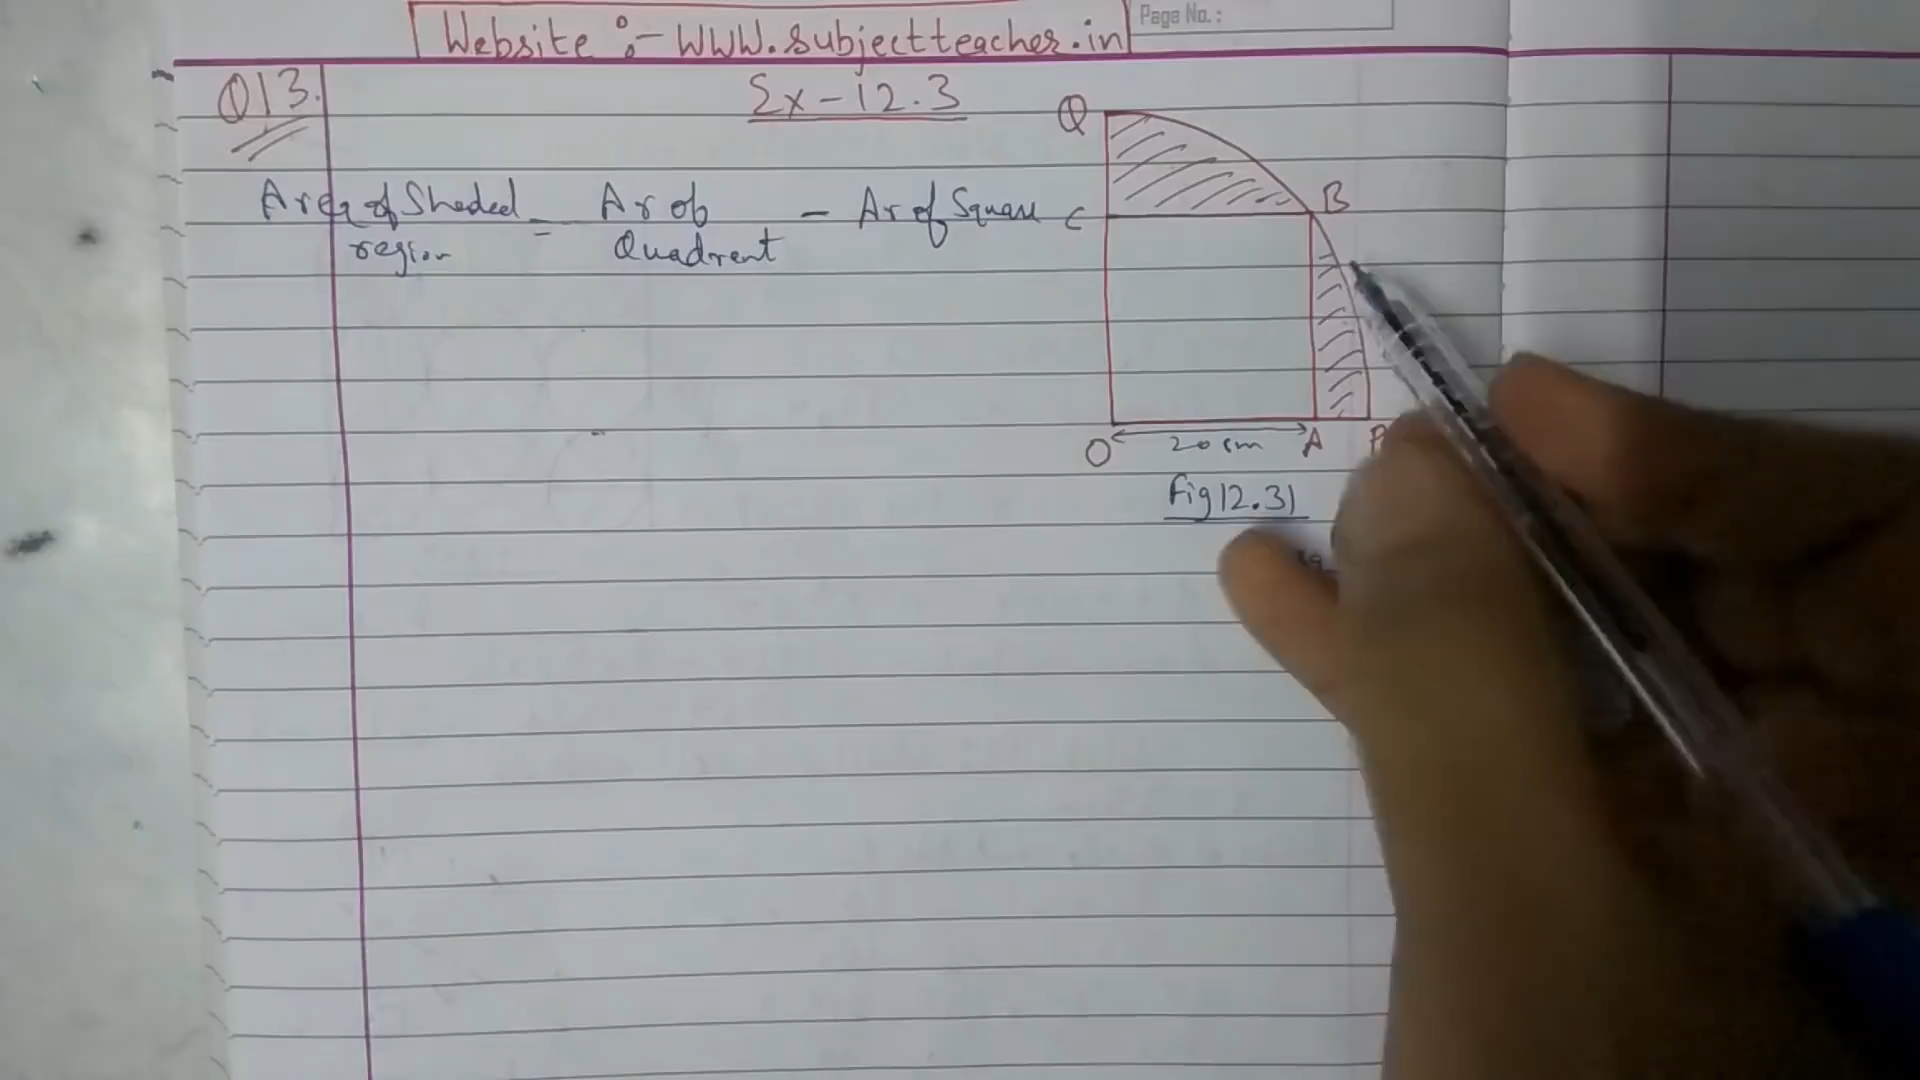 Website :- WWW.subjectteacher.in
Page No. :
Q13.
Ex-12.3
Area of Shaded region = Ar of Quadrent - Ar of Square
Q
B
C
O
20 cm
A
P
Fig 12.31